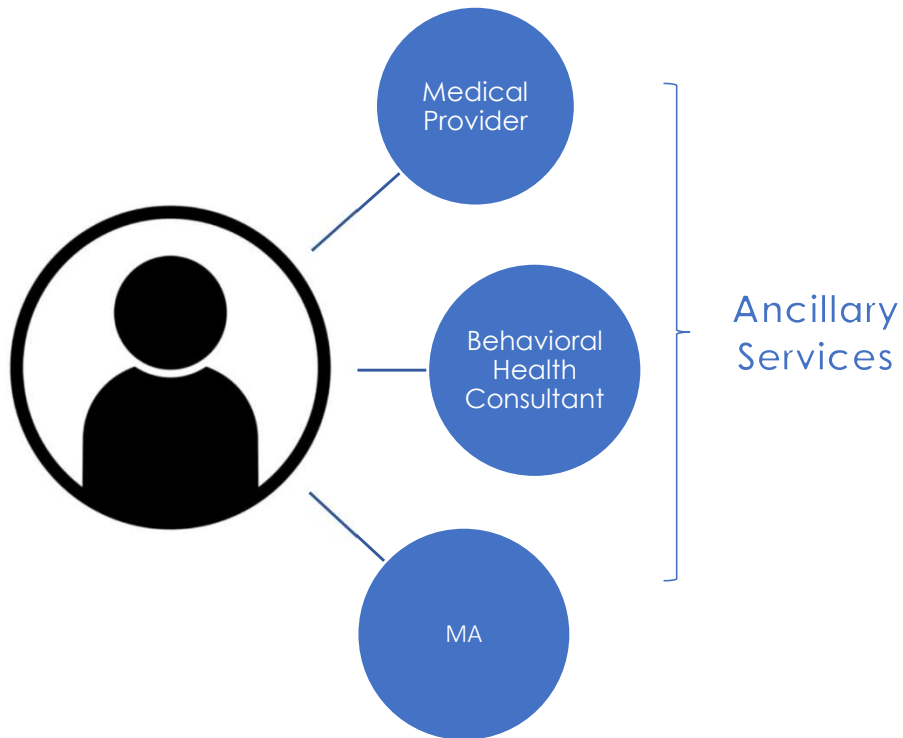 Medical
Provider
Behavioral
Health
Consultant
Ancillary
Services
MA